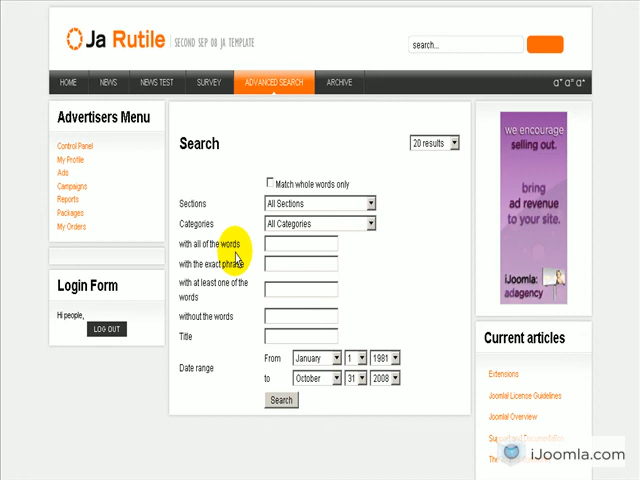 Ja Rutile
SECOND SEP 08 JA TEMPLATE
search...
HOME
NEWS
NEWS TEST
SURVEY
ADVANCED SEARCH
ARCHIVE
Advertisers Menu
Control Panel
My Profile
Ads
Campaigns
Reports
Packages
My Orders
Login Form
Hi people,
LOG OUT
Search
20 results
Match whole words only
Sections
All Sections
Categories
All Categories
with all of the words
with the exact phrase
with at least one of the
words
without the words
Title
Date range
From
January
1
1981
to
October
31
2008
Search
we encourage
selling out.
bring
ad revenue
to your site.
iJoomla:
adagency
Current articles
Extensions
Joomla! License Guidelines
Joomla! Overview
Support and Documentation
iJoomla.com